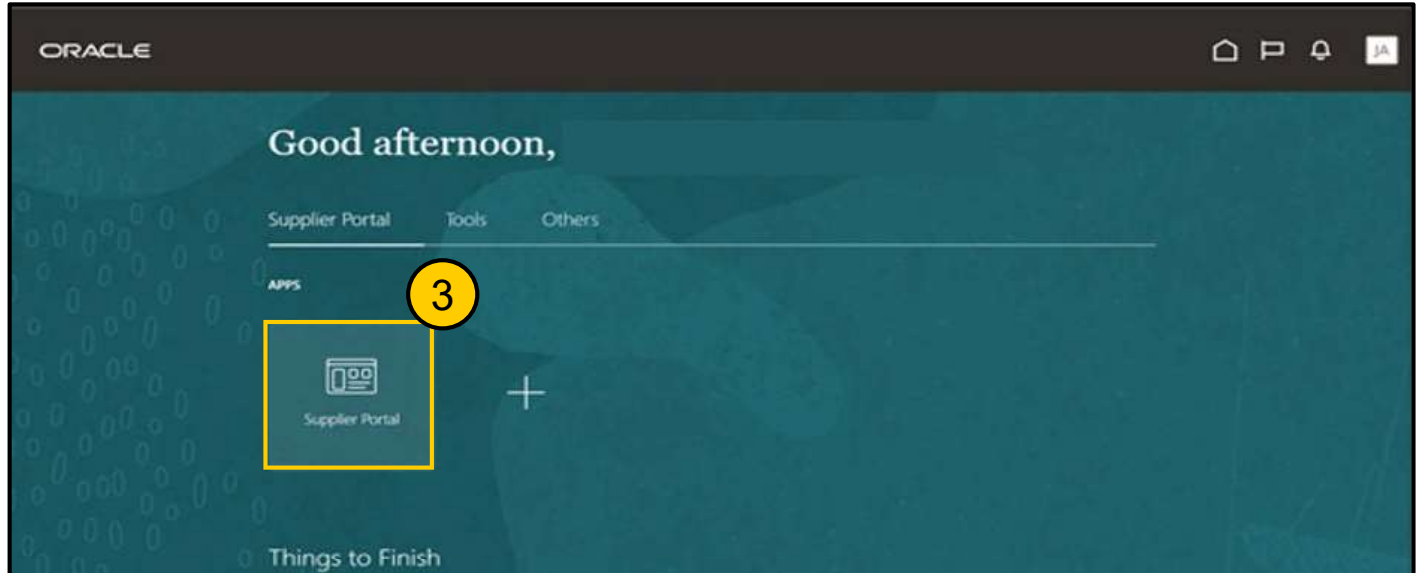 ORACLE
JA
Good afternoon,
Supplier Portal Tools Others
APPS
3
Supplier Portal
Things to Finish